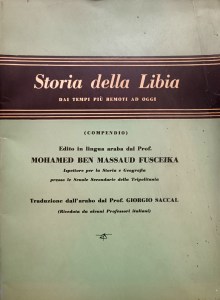 Storia della Libia
DAI TEMPI PIÙ REMOTI AD OGGI
(COMPENDIO)
Edito in lingua araba dal Prof.
MOHAMED BEN MASSAUD FUSCEIKA
Ispettore per la Storia e Geografia
presso le Scuole Secondarie della Tripolitania
Traduzione dall'arabo dal Prof. GIORGIO SACCAL
(Riveduta da alcuni Professori Italiani)